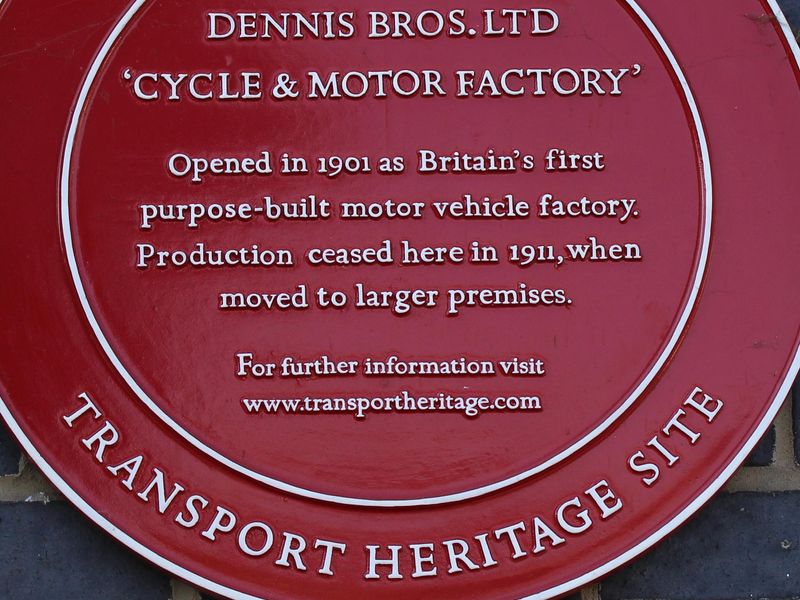 DENNIS BROS. LTD
‘CYCLE & MOTOR FACTORY’
Opened in 1901 as Britain’s first
purpose-built motor vehicle factory.
Production ceased here in 1911, when
moved to larger premises.
For further information visit
www.transportheritage.com
TRANSPORT HERITAGE SITE